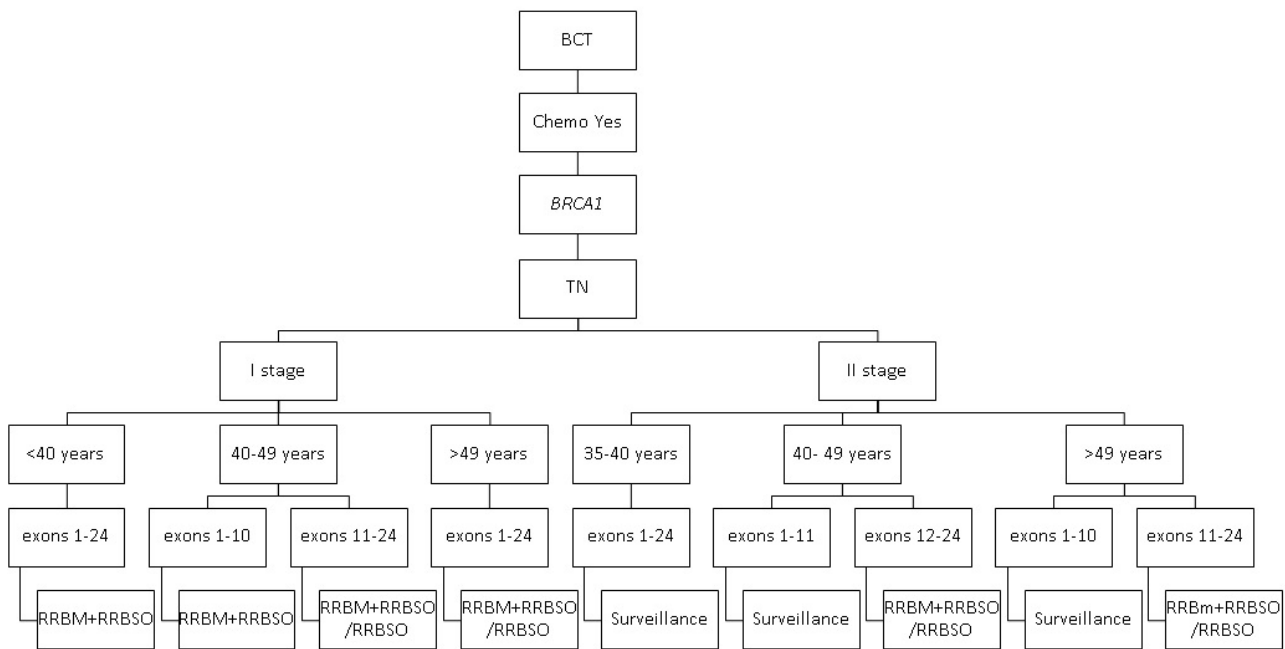 BCT
Chemo Yes
BRCA1
TN
I stage
II stage
<40 years
40-49 years
>49 years
35-40 years
40- 49 years
>49 years
exons 1-24
exons 1-10
exons 11-24
exons 1-24
exons 1-24
exons 1-11
exons 12-24
exons 1-10
exons 11-24
RRBM+RRBSO
RRBM+RRBSO
RRBM+RRBSO
/RRBSO
RRBM+RRBSO
/RRBSO
Surveillance
Surveillance
RRBM+RRBSO
/RRBSO
Surveillance
RRBm+RRBSO
/RRBSO